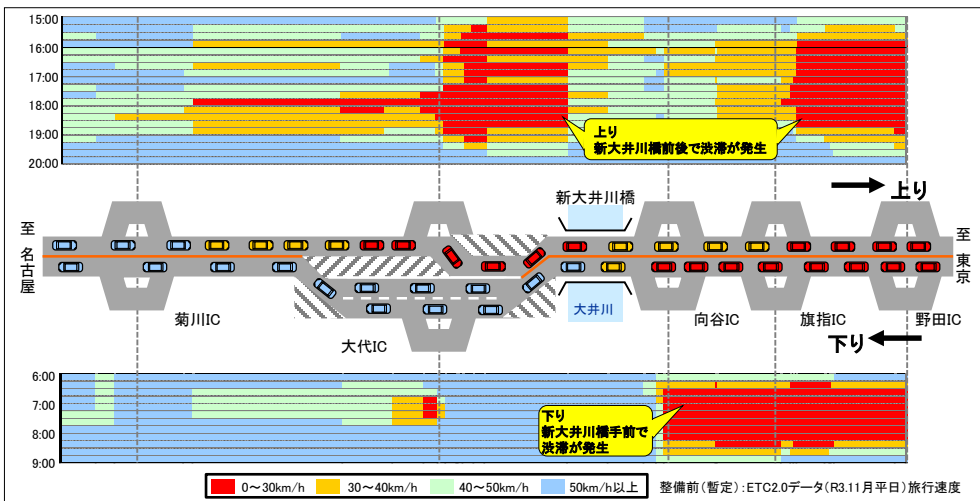 15:00
16:00
17:00
18:00
19:00
20:00
上り
新大井川橋前後で渋滞が発生
上り
新大井川橋
至
名古屋
至
東京
菊川IC
大代IC
大井川
向谷IC
旗指IC
野田IC
下り
6:00
7:00
8:00
9:00
下り
新大井川橋手前で
渋滞が発生
0～30km/h
30～40km/h
40～50km/h
50km/h以上
整備前(暫定):ETC2.0データ(R3.11月平日)旅行速度